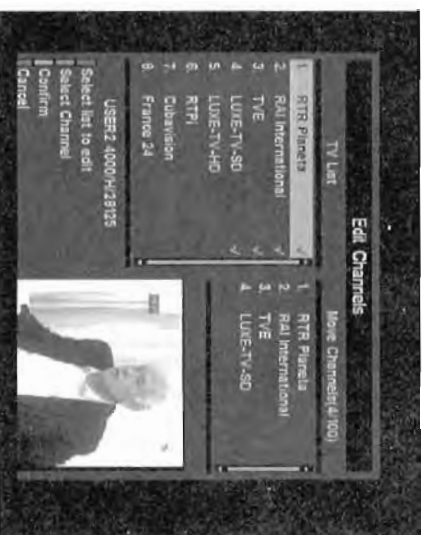 Edit Channels
TV List
Move Channels(4/100)
1. RTR Planeta ✓
2. RAI International ✓
3. TVE ✓
4. LUXE-TV-SD ✓
5. LUXE-TV-HD
6. RTPi
7. Cubavision
8. France 24
1. RTR Planeta
2. RAI International
3. TVE
4. LUXE-TV-SD
USER2 4000/H/28125
Select list to edit
Select Channel
Confirm
Cancel